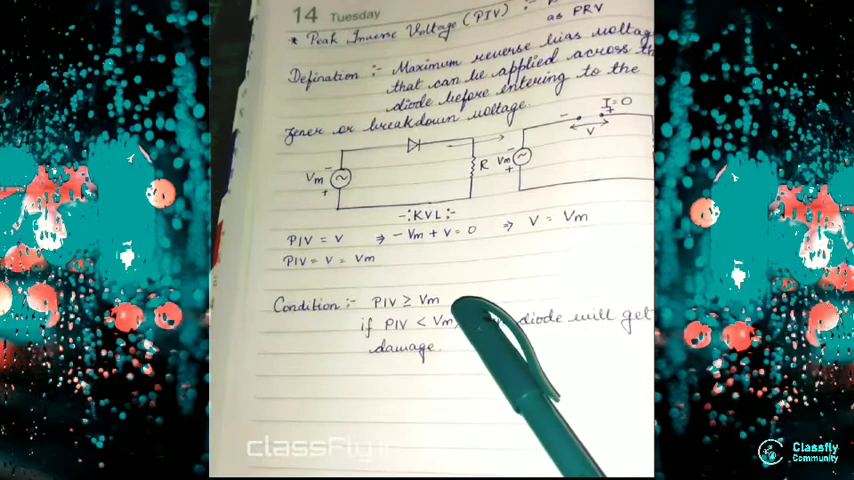 14 Tuesday
* Peak Inverse Voltage (PIV) :-
as PRV
Defination :- Maximum reverse bias voltage
that can be applied across th
diode before entering to the
zener or breakdown voltage.
I=0
+
- V
Vm - +
R
Vm - +
-:KVL:-
PIV = V ⇒ -Vm + V = 0 ⇒ V = Vm
PIV = V = Vm
Condition :- PIV ≥ Vm
if PIV < Vm, diode will get
damage.
classFly
Classfly
Community